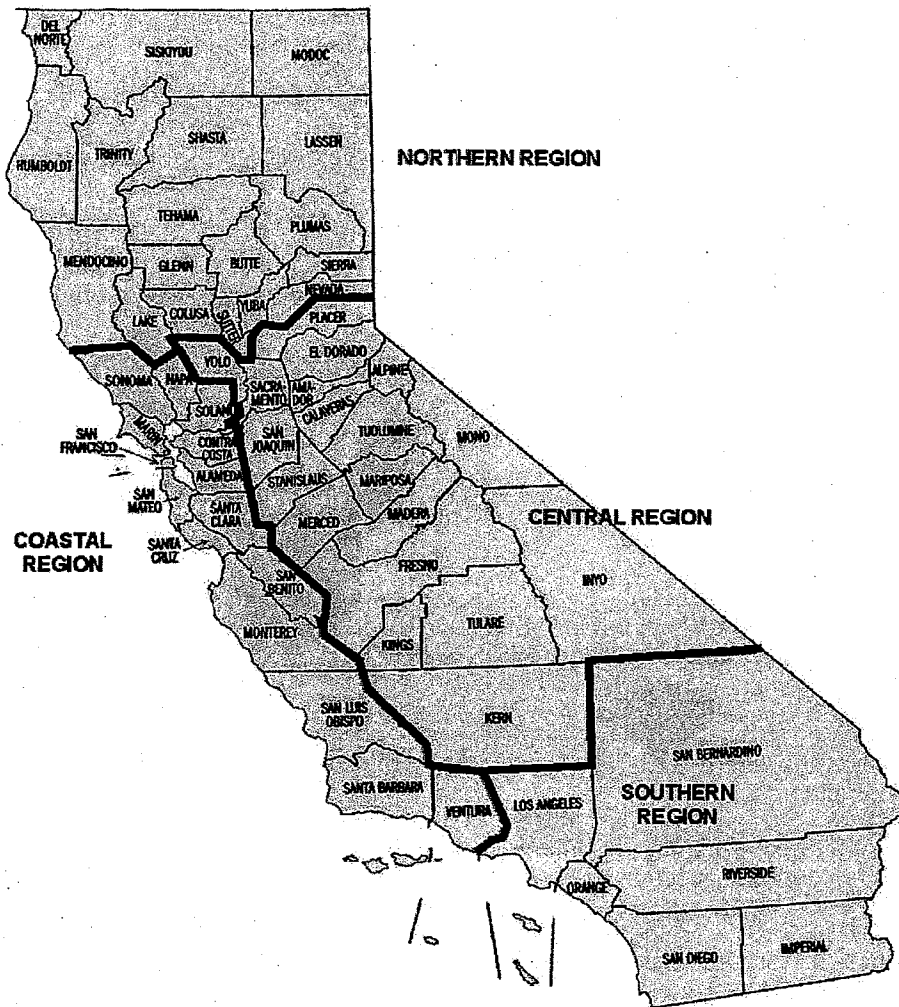 DEL
NORTE
SISKIYOU
MODOC
HUMBOLDT
TRINITY
SHASTA
LASSEN
NORTHERN REGION
TEHAMA
PLUMAS
MENDOCINO
GLENN
BUTTE
SIERRA
NEVADA
LAKE
COLUSA
SUTTER
YUBA
PLACER
SONOMA
NAPA
YOLO
EL DORADO
ALPINE
SACRA-
MENTO
AMA-
DOR
SOLANO
CALAVERAS
MARIN
SAN
FRANCISCO
CONTRA
COSTA
SAN
JOAQUIN
TUOLUMNE
MONO
ALAMEDA
STANISLAUS
MARIPOSA
SAN
MATEO
SANTA
CLARA
MERCED
MADERA
CENTRAL REGION
COASTAL
REGION
SANTA
CRUZ
SAN
BENITO
FRESNO
INYO
MONTEREY
KINGS
TULARE
SAN LUIS
OBISPO
KERN
SAN BERNARDINO
SANTA BARBARA
VENTURA
LOS ANGELES
SOUTHERN
REGION
ORANGE
RIVERSIDE
SAN DIEGO
IMPERIAL